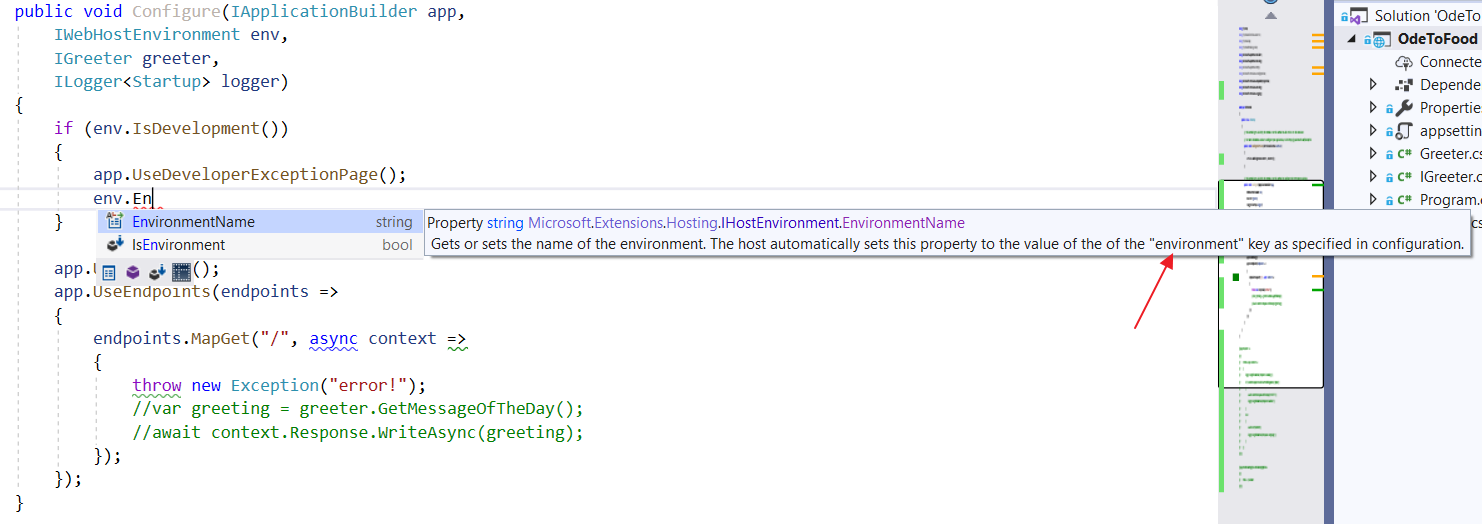 public void Configure(IApplicationBuilder app,
IWebHostEnvironment env,
IGreeter greeter,
ILogger<Startup> logger)
{
if (env.IsDevelopment())
{
app.UseDeveloperExceptionPage();
env.En
}
EnvironmentName string
IsEnvironment bool
Property string Microsoft.Extensions.Hosting.IHostEnvironment.EnvironmentName
Gets or sets the name of the environment. The host automatically sets this property to the value of the of the "environment" key as specified in configuration.
app.U();
app.UseEndpoints(endpoints =>
{
endpoints.MapGet("/", async context =>
{
throw new Exception("error!");
//var greeting = greeter.GetMessageOfTheDay();
//await context.Response.WriteAsync(greeting);
});
});
}
Solution 'OdeTo
OdeToFood
Connecte
Depende
Propertie
appsettin
C# Greeter.cs
C# IGreeter.c
C# Program.c
cs